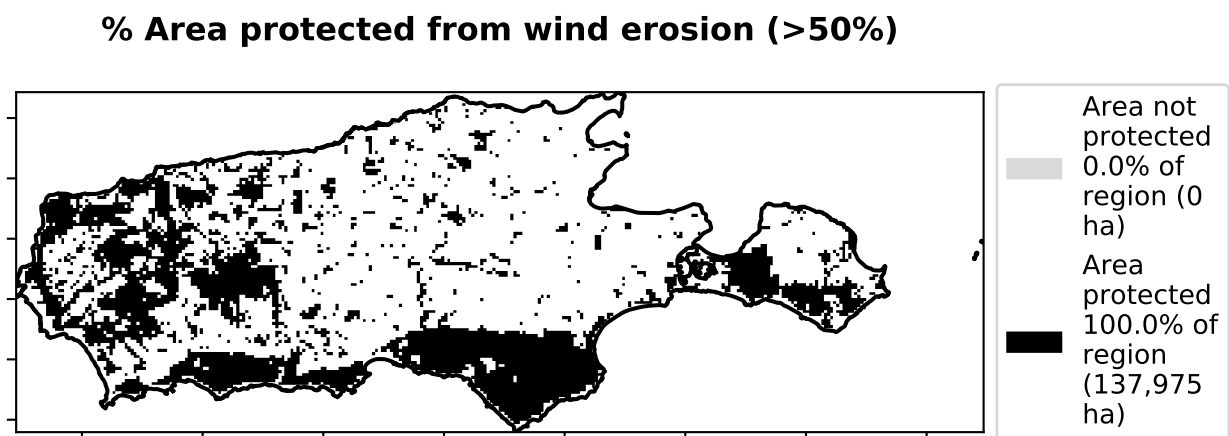 % Area protected from wind erosion (>50%)
Area not
protected
0.0% of
region (0
ha)
Area
protected
100.0% of
region
(137,975
ha)